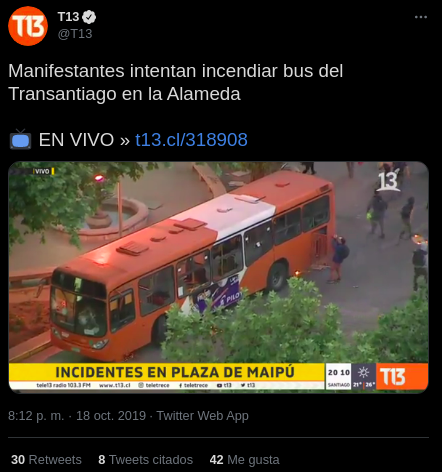 T13
T13
@T13
Manifestantes intentan incendiar bus del
Transantiago en la Alameda
EN VIVO » t13.cl/318908
VIVO
13
INCIDENTES EN PLAZA DE MAIPÚ
20 10
SANTIAGO
21° 26°
T13
tele13 radio 103.3 FM www.t13.cl teletrece teletrece t13 t13
8:12 p. m. · 18 oct. 2019 · Twitter Web App
30 Retweets 8 Tweets citados 42 Me gusta